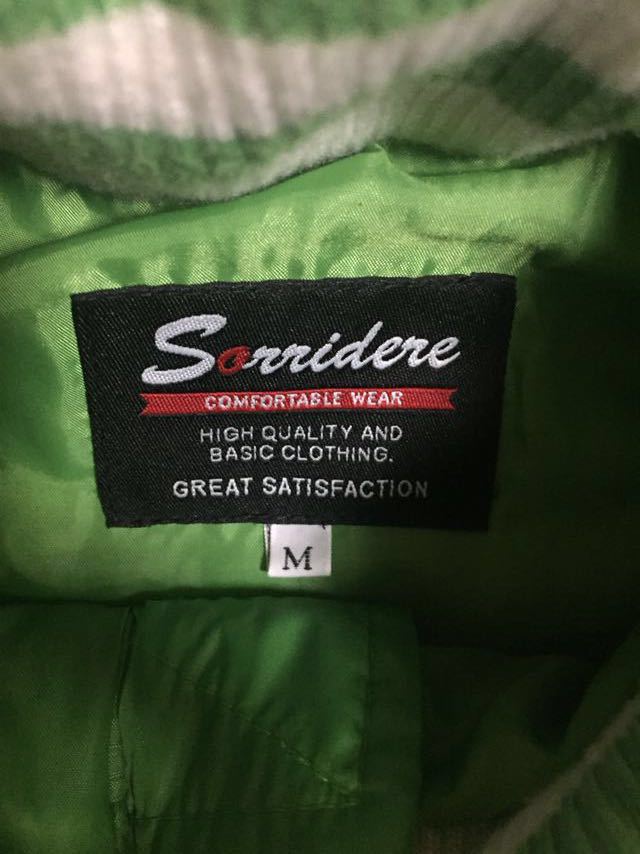 Sorridere
COMFORTABLE WEAR
HIGH QUALITY AND
BASIC CLOTHING.
GREAT SATISFACTION
M